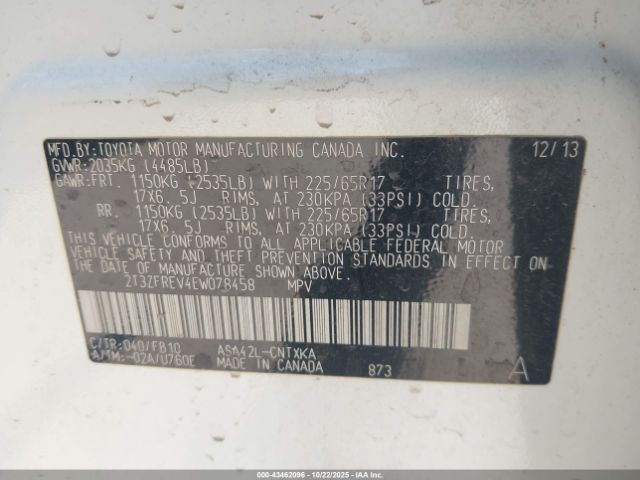 MFD.BY:TOYOTA MOTOR MANUFACTURING CANADA INC. 12/13
GVWR:2035KG (4485LB)
GAWR:FRT. 1150KG (2535LB) WITH 225/65R17 TIRES,
17X6.5J RIMS, AT 230KPA (33PSI) COLD.
RR. 1150KG (2535LB) WITH 225/65R17 TIRES,
17X6.5J RIMS, AT 230KPA (33PSI) COLD.
THIS VEHICLE CONFORMS TO ALL APPLICABLE FEDERAL MOTOR
VEHICLE SAFETY AND THEFT PREVENTION STANDARDS IN EFFECT ON
THE DATE OF MANUFACTURE SHOWN ABOVE.
2T3ZFREV4EW078458 MPV
C/TR:040/FB10 ASA42L-CNTXKA
A/TM:-02A/U760E MADE IN CANADA 873 A
000-43462096 - 10/22/2025 - IAA Inc.